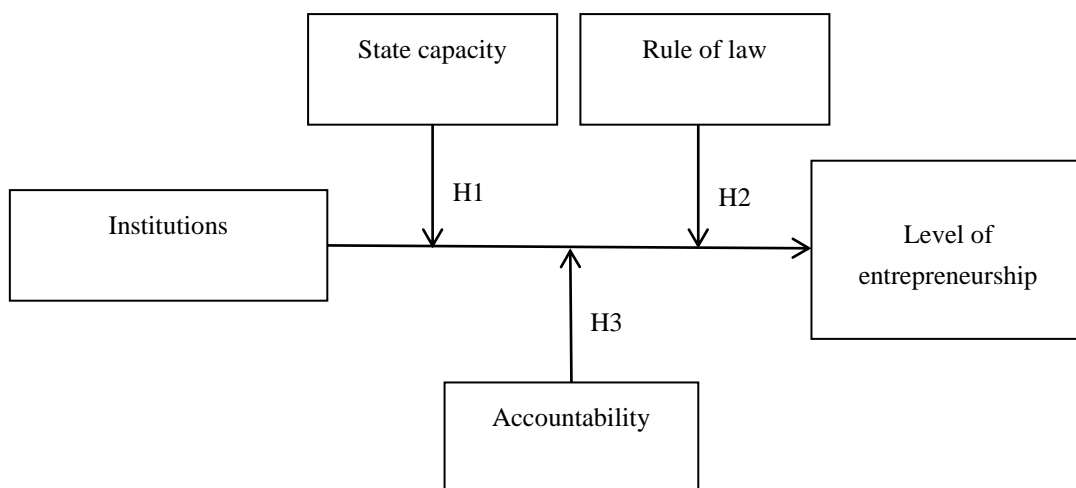 State capacity
Rule of law
H1
H2
Institutions
Level of
entrepreneurship
H3
Accountability